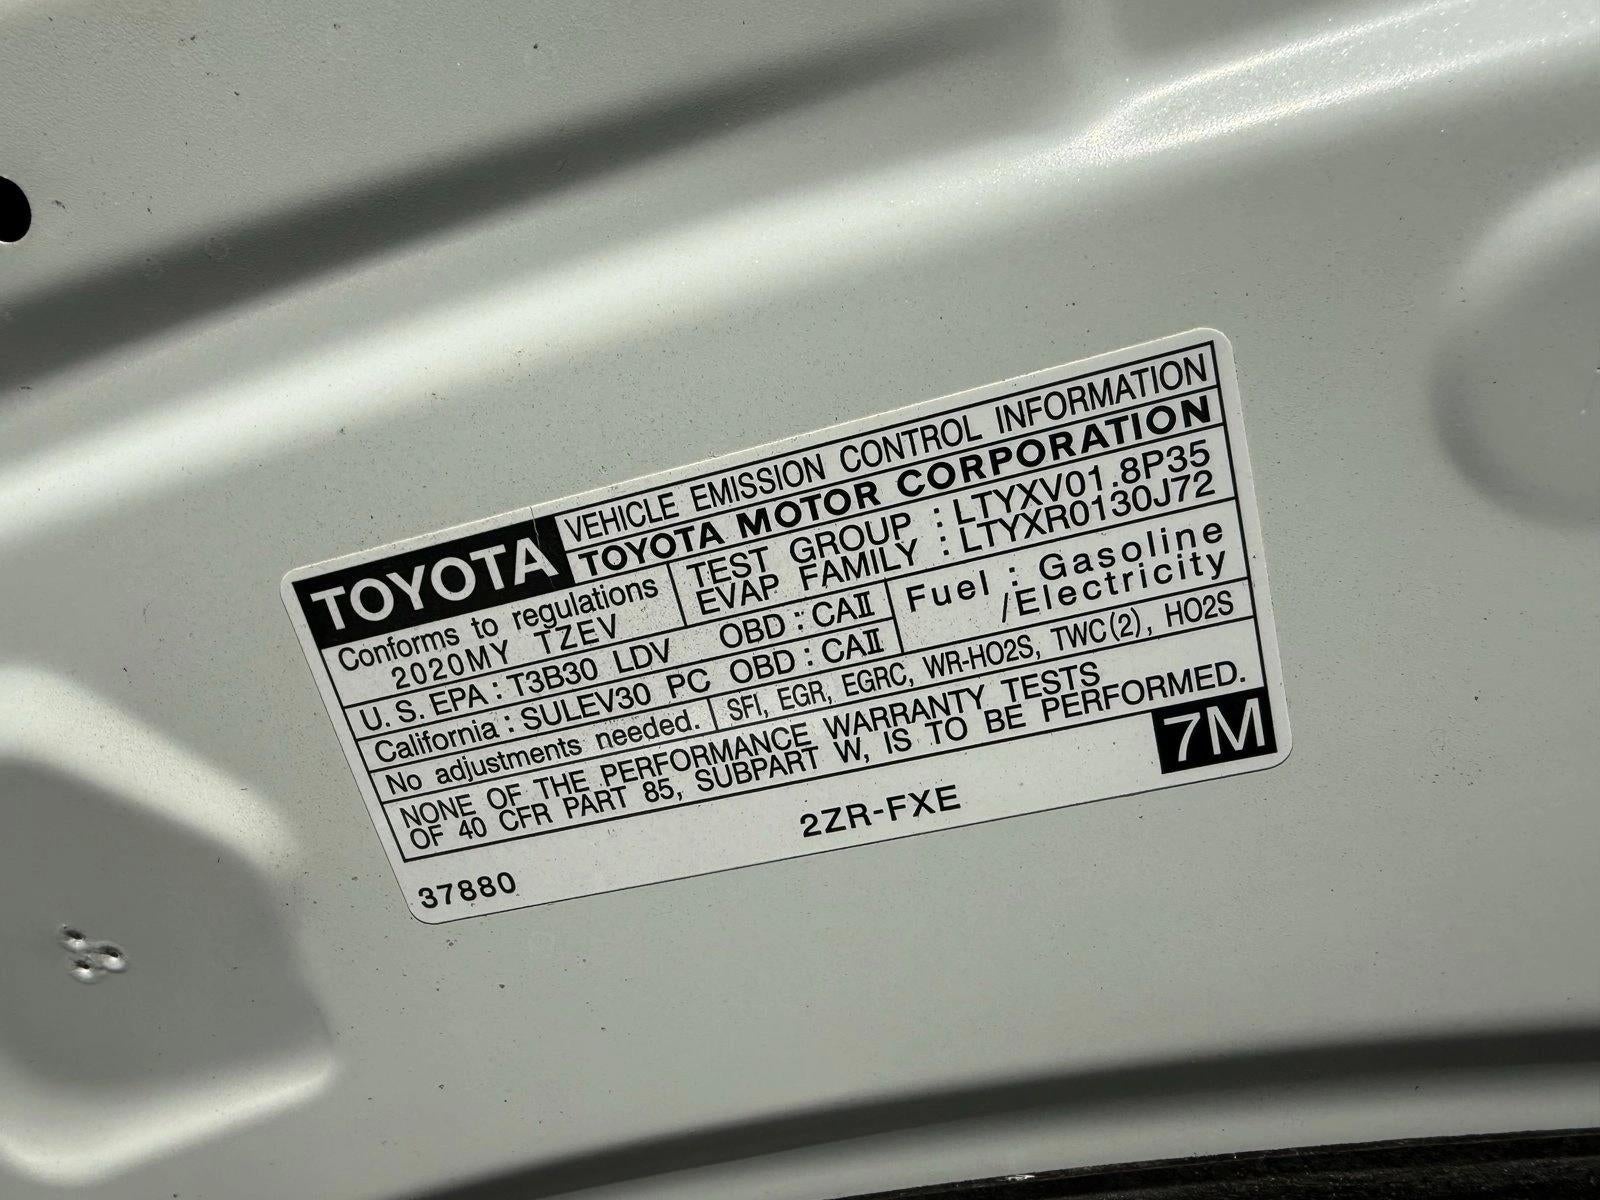 TOYOTA
VEHICLE EMISSION CONTROL INFORMATION
TOYOTA MOTOR CORPORATION
Conforms to regulations
2020MY TZEV
TEST GROUP : LTYXV01.8P35
EVAP FAMILY : LTYXR0130J72
U.S. EPA : T3B30 LDV OBD : CAⅡ
California : SULEV30 PC OBD : CAⅡ
Fuel : Gasoline
/Electricity
No adjustments needed.
SFI, EGR, EGRC, WR-HO2S, TWC(2), HO2S
NONE OF THE PERFORMANCE WARRANTY TESTS
OF 40 CFR PART 85, SUBPART W, IS TO BE PERFORMED.
7M
2ZR-FXE
37880